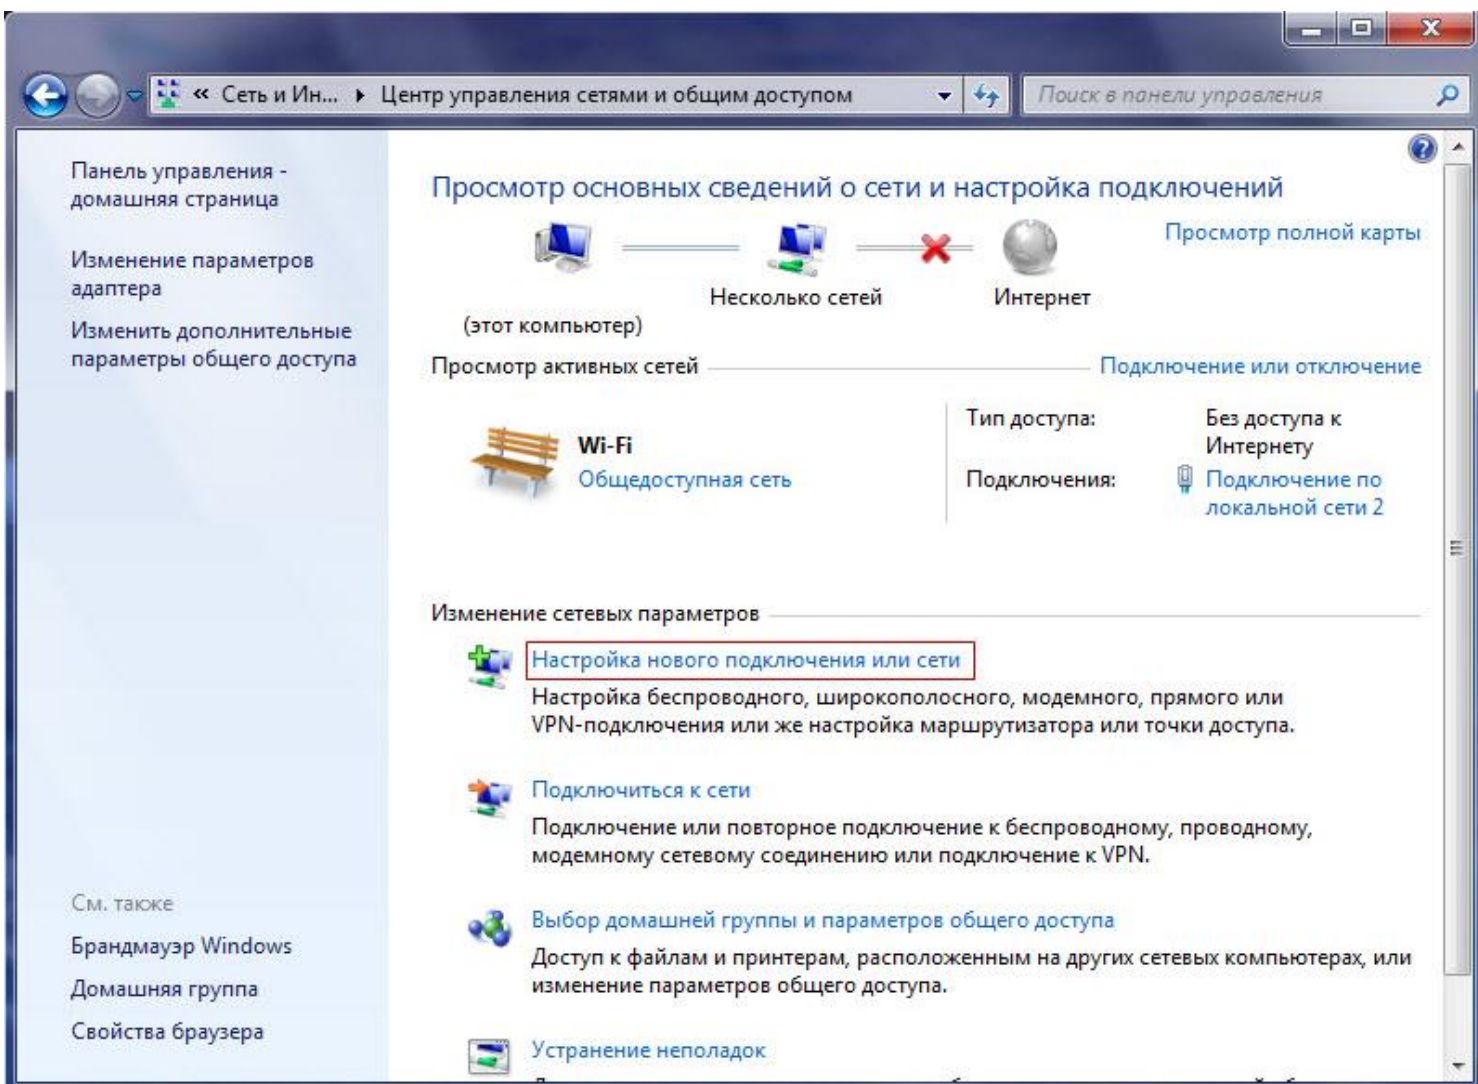 « Сеть и Ин... Центр управления сетями и общим доступом
Поиск в панели управления
Панель управления -
домашняя страница
Изменение параметров
адаптера
Изменить дополнительные
параметры общего доступа
См. также
Брандмауэр Windows
Домашняя группа
Свойства браузера
Просмотр основных сведений о сети и настройка подключений
Просмотр полной карты
Несколько сетей
Интернет
(этот компьютер)
Просмотр активных сетей
Подключение или отключение
Wi-Fi
Общедоступная сеть
Тип доступа:
Без доступа к
Интернету
Подключения:
Подключение по
локальной сети 2
Изменение сетевых параметров
Настройка нового подключения или сети
Настройка беспроводного, широкополосного, модемного, прямого или
VPN-подключения или же настройка маршрутизатора или точки доступа.
Подключиться к сети
Подключение или повторное подключение к беспроводному, проводному,
модемному сетевому соединению или подключение к VPN.
Выбор домашней группы и параметров общего доступа
Доступ к файлам и принтерам, расположенным на других сетевых компьютерах, или
изменение параметров общего доступа.
Устранение неполадок